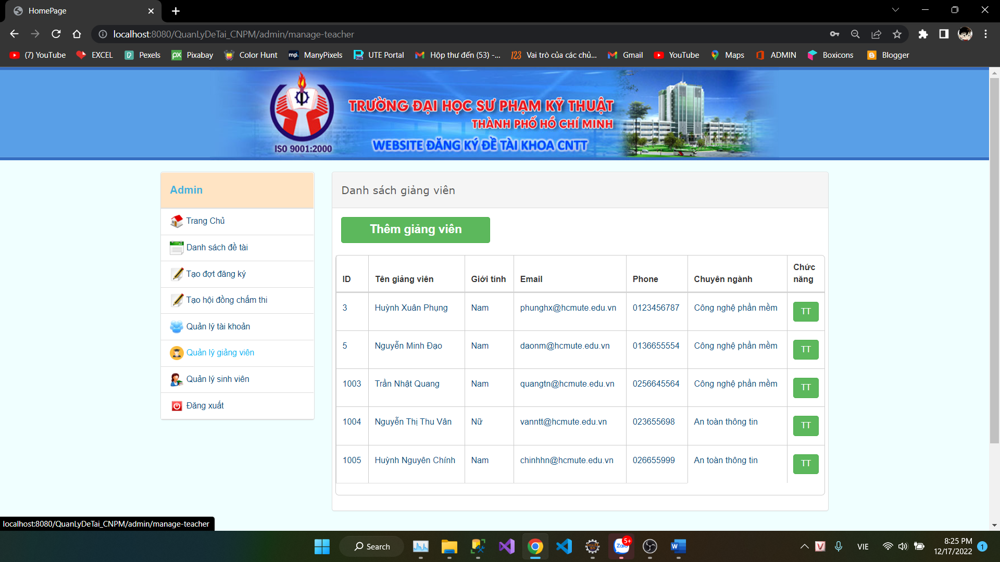 HomePage
localhost:8080/QuanLyDeTai_CNPM/admin/manage-teacher
(7) YouTube EXCEL Pexels Pixabay Color Hunt ManyPixels UTE Portal Hộp thư đến (53) -... Vai trò của các chủ... Gmail YouTube Maps ADMIN Boxicons Blogger
TRƯỜNG ĐẠI HỌC SƯ PHẠM KỸ THUẬT
THÀNH PHỐ HỒ CHÍ MINH
WEBSITE ĐĂNG KÝ ĐỀ TÀI KHOA CNTT
ISO 9001:2000
Admin
Trang Chủ
Danh sách đề tài
Tạo đợt đăng ký
Tạo hội đồng chấm thi
Quản lý tài khoản
Quản lý giảng viên
Quản lý sinh viên
Đăng xuất
Danh sách giảng viên
Thêm giảng viên
ID Tên giảng viên Giới tính Email Phone Chuyên ngành Chức năng
3 Huỳnh Xuân Phụng Nam phunghx@hcmute.edu.vn 0123456787 Công nghệ phần mềm TT
5 Nguyễn Minh Đạo Nam daonm@hcmute.edu.vn 0136655554 Công nghệ phần mềm TT
1003 Trần Nhật Quang Nam quangtn@hcmute.edu.vn 0256645564 Công nghệ phần mềm TT
1004 Nguyễn Thị Thu Vân Nữ vanntt@hcmute.edu.vn 023655698 An toàn thông tin TT
1005 Huỳnh Nguyên Chính Nam chinhhn@hcmute.edu.vn 026655999 An toàn thông tin TT
localhost:8080/QuanLyDeTai_CNPM/admin/manage-teacher
Search
Zalo
5+
VIE
8:25 PM
12/17/2022
1